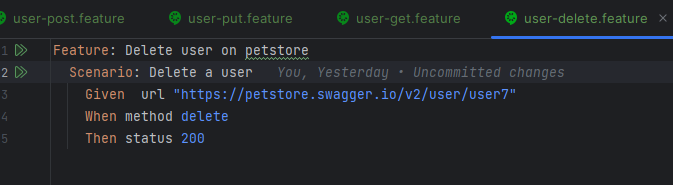 user-post.feature user-put.feature user-get.feature user-delete.feature ×
1 Feature: Delete user on petstore
2 Scenario: Delete a user You, Yesterday • Uncommitted changes
3 Given url "https://petstore.swagger.io/v2/user/user7"
4 When method delete
5 Then status 200